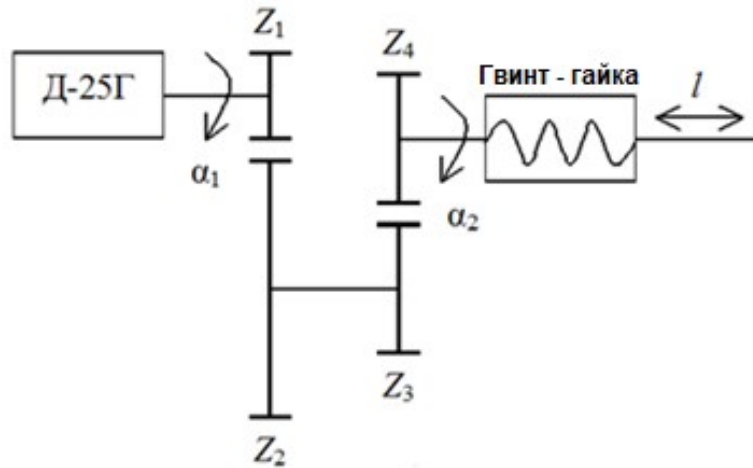 Z1
Z4
Гвинт - гайка
Д-25Г
l
α1
α2
Z3
Z2